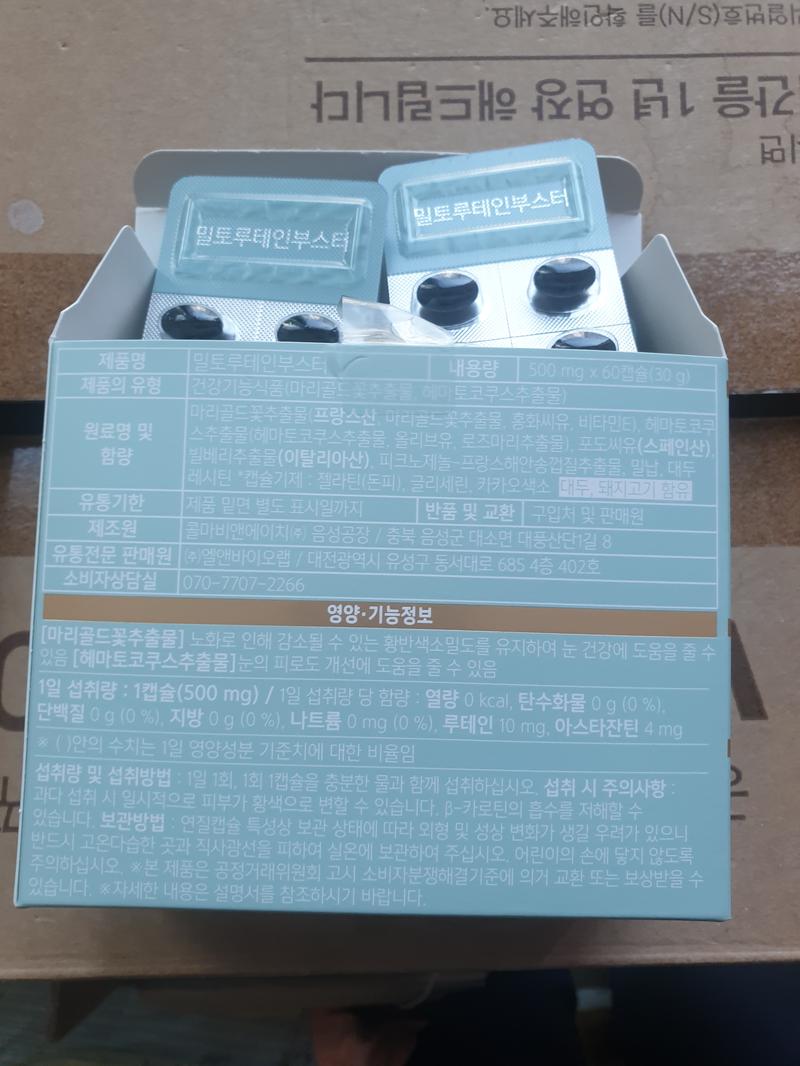 리얼번호(S/N)를 확인해주세요.
간을 1년 연장 해드립니다
면
밀토루테인부스터
밀토루테인부스터
제품명 밀토루테인부스터 내용량 500 mg x 60캡슐(30 g)
제품의 유형 건강기능식품(마리골드꽃추출물, 헤마토코쿠스추출물)
원료명 및 함량 마리골드꽃추출물(프랑스산, 마리골드꽃추출물, 홍화씨유, 비타민E), 헤마토코쿠
스추출물(헤마토코쿠스추출물, 올리브유, 로즈마리추출물), 포도씨유(스페인산),
빌베리추출물(이탈리아산), 피크노제놀-프랑스해안송껍질추출물, 밀납, 대두
레시틴 *캡슐기제 : 젤라틴(돈피), 글리세린, 카카오색소 대두, 돼지고기 함유
유통기한 제품 밑면 별도 표시일까지 반품 및 교환 구입처 및 판매원
제조원 콜마비앤에이치㈜ 음성공장 / 충북 음성군 대소면 대풍산단1길 8
유통전문 판매원 ㈜엘앤바이오랩 / 대전광역시 유성구 동서대로 685 4층 402호
소비자상담실 070-7707-2266
영양·기능정보
[마리골드꽃추출물] 노화로 인해 감소될 수 있는 황반색소밀도를 유지하여 눈 건강에 도움을 줄 수
있음 [헤마토코쿠스추출물]눈의 피로도 개선에 도움을 줄 수 있음
1일 섭취량 : 1캡슐(500 mg) / 1일 섭취량 당 함량 : 열량 0 kcal, 탄수화물 0 g (0 %),
단백질 0 g (0 %), 지방 0 g (0 %), 나트륨 0 mg (0 %), 루테인 10 mg, 아스타잔틴 4 mg
※ ( )안의 수치는 1일 영양성분 기준치에 대한 비율임
섭취량 및 섭취방법 : 1일 1회, 1회 1캡슐을 충분한 물과 함께 섭취하십시오. 섭취 시 주의사항 :
과다 섭취 시 일시적으로 피부가 황색으로 변할 수 있습니다. β-카로틴의 흡수를 저해할 수
있습니다. 보관방법 : 연질캡슐 특성상 보관 상태에 따라 외형 및 성상 변화가 생길 우려가 있으니
반드시 고온다습한 곳과 직사광선을 피하여 실온에 보관하여 주십시오. 어린이의 손에 닿지 않도록
주의하십시오. ※본 제품은 공정거래위원회 고시 소비자분쟁해결기준에 의거 교환 또는 보상받을 수
있습니다. ※자세한 내용은 설명서를 참조하시기 바랍니다.